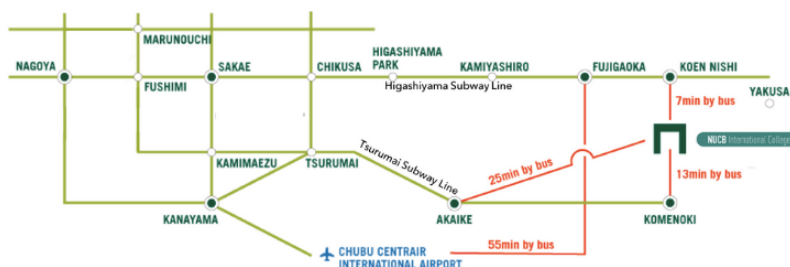 MARUNOUCHI
NAGOYA
SAKAE
CHIKUSA
HIGASHIYAMA
PARK
KAMIYASHIRO
FUJIGAOKA
KOEN NISHI
FUSHIMI
Higashiyama Subway Line
7min by bus
YAKUSA
NUCB International College
KAMIMAEZU
TSURUMAI
Tsurumai Subway Line
25min by bus
13min by bus
KANAYAMA
AKAIKE
KOMENOKI
CHUBU CENTRAIR
INTERNATIONAL AIRPORT
55min by bus